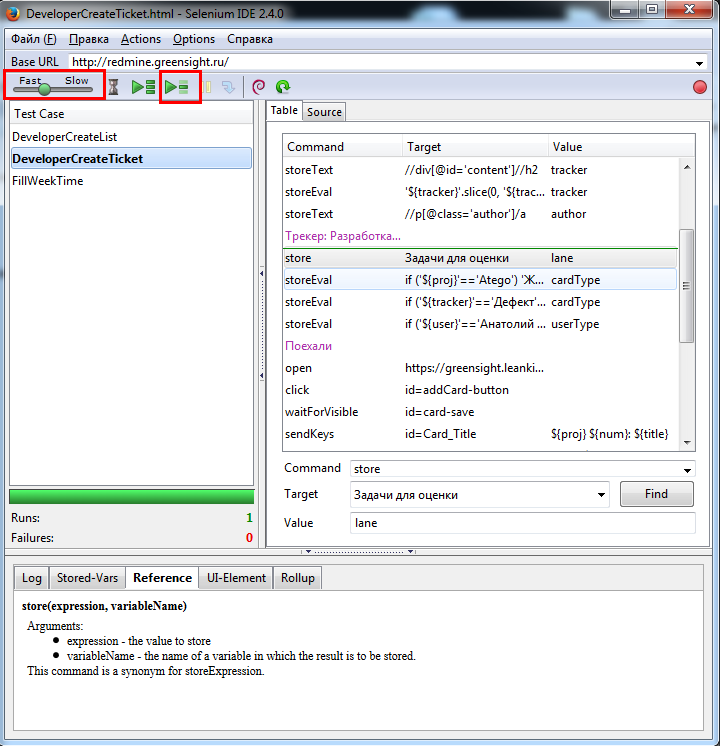 DeveloperCreateTicket.html - Selenium IDE 2.4.0
Файл (F) Правка Actions Options Справка
Base URL http://redmine.greensight.ru/
Fast Slow
Test Case
DeveloperCreateList
DeveloperCreateTicket
FillWeekTime
Runs: 1
Failures: 0
Table Source
Command Target Value
storeText //div[@id='content']//h2 tracker
storeEval '${tracker}'.slice(0, '${trac... tracker
storeText //p[@class='author']/a author
Трекер: Разработка...
store Задачи для оценки lane
storeEval if ('${proj}'=='Atego') 'Ж... cardType
storeEval if ('${tracker}'=='Дефект'... cardType
storeEval if ('${user}'=='Анатолий ... userType
Поехали
open https://greensight.leanki...
click id=addCard-button
waitForVisible id=card-save
sendKeys id=Card_Title ${proj} ${num}: ${title}
Command store
Target Задачи для оценки Find
Value lane
Log Stored-Vars Reference UI-Element Rollup
store(expression, variableName)
Arguments:
• expression - the value to store
• variableName - the name of a variable in which the result is to be stored.
This command is a synonym for storeExpression.